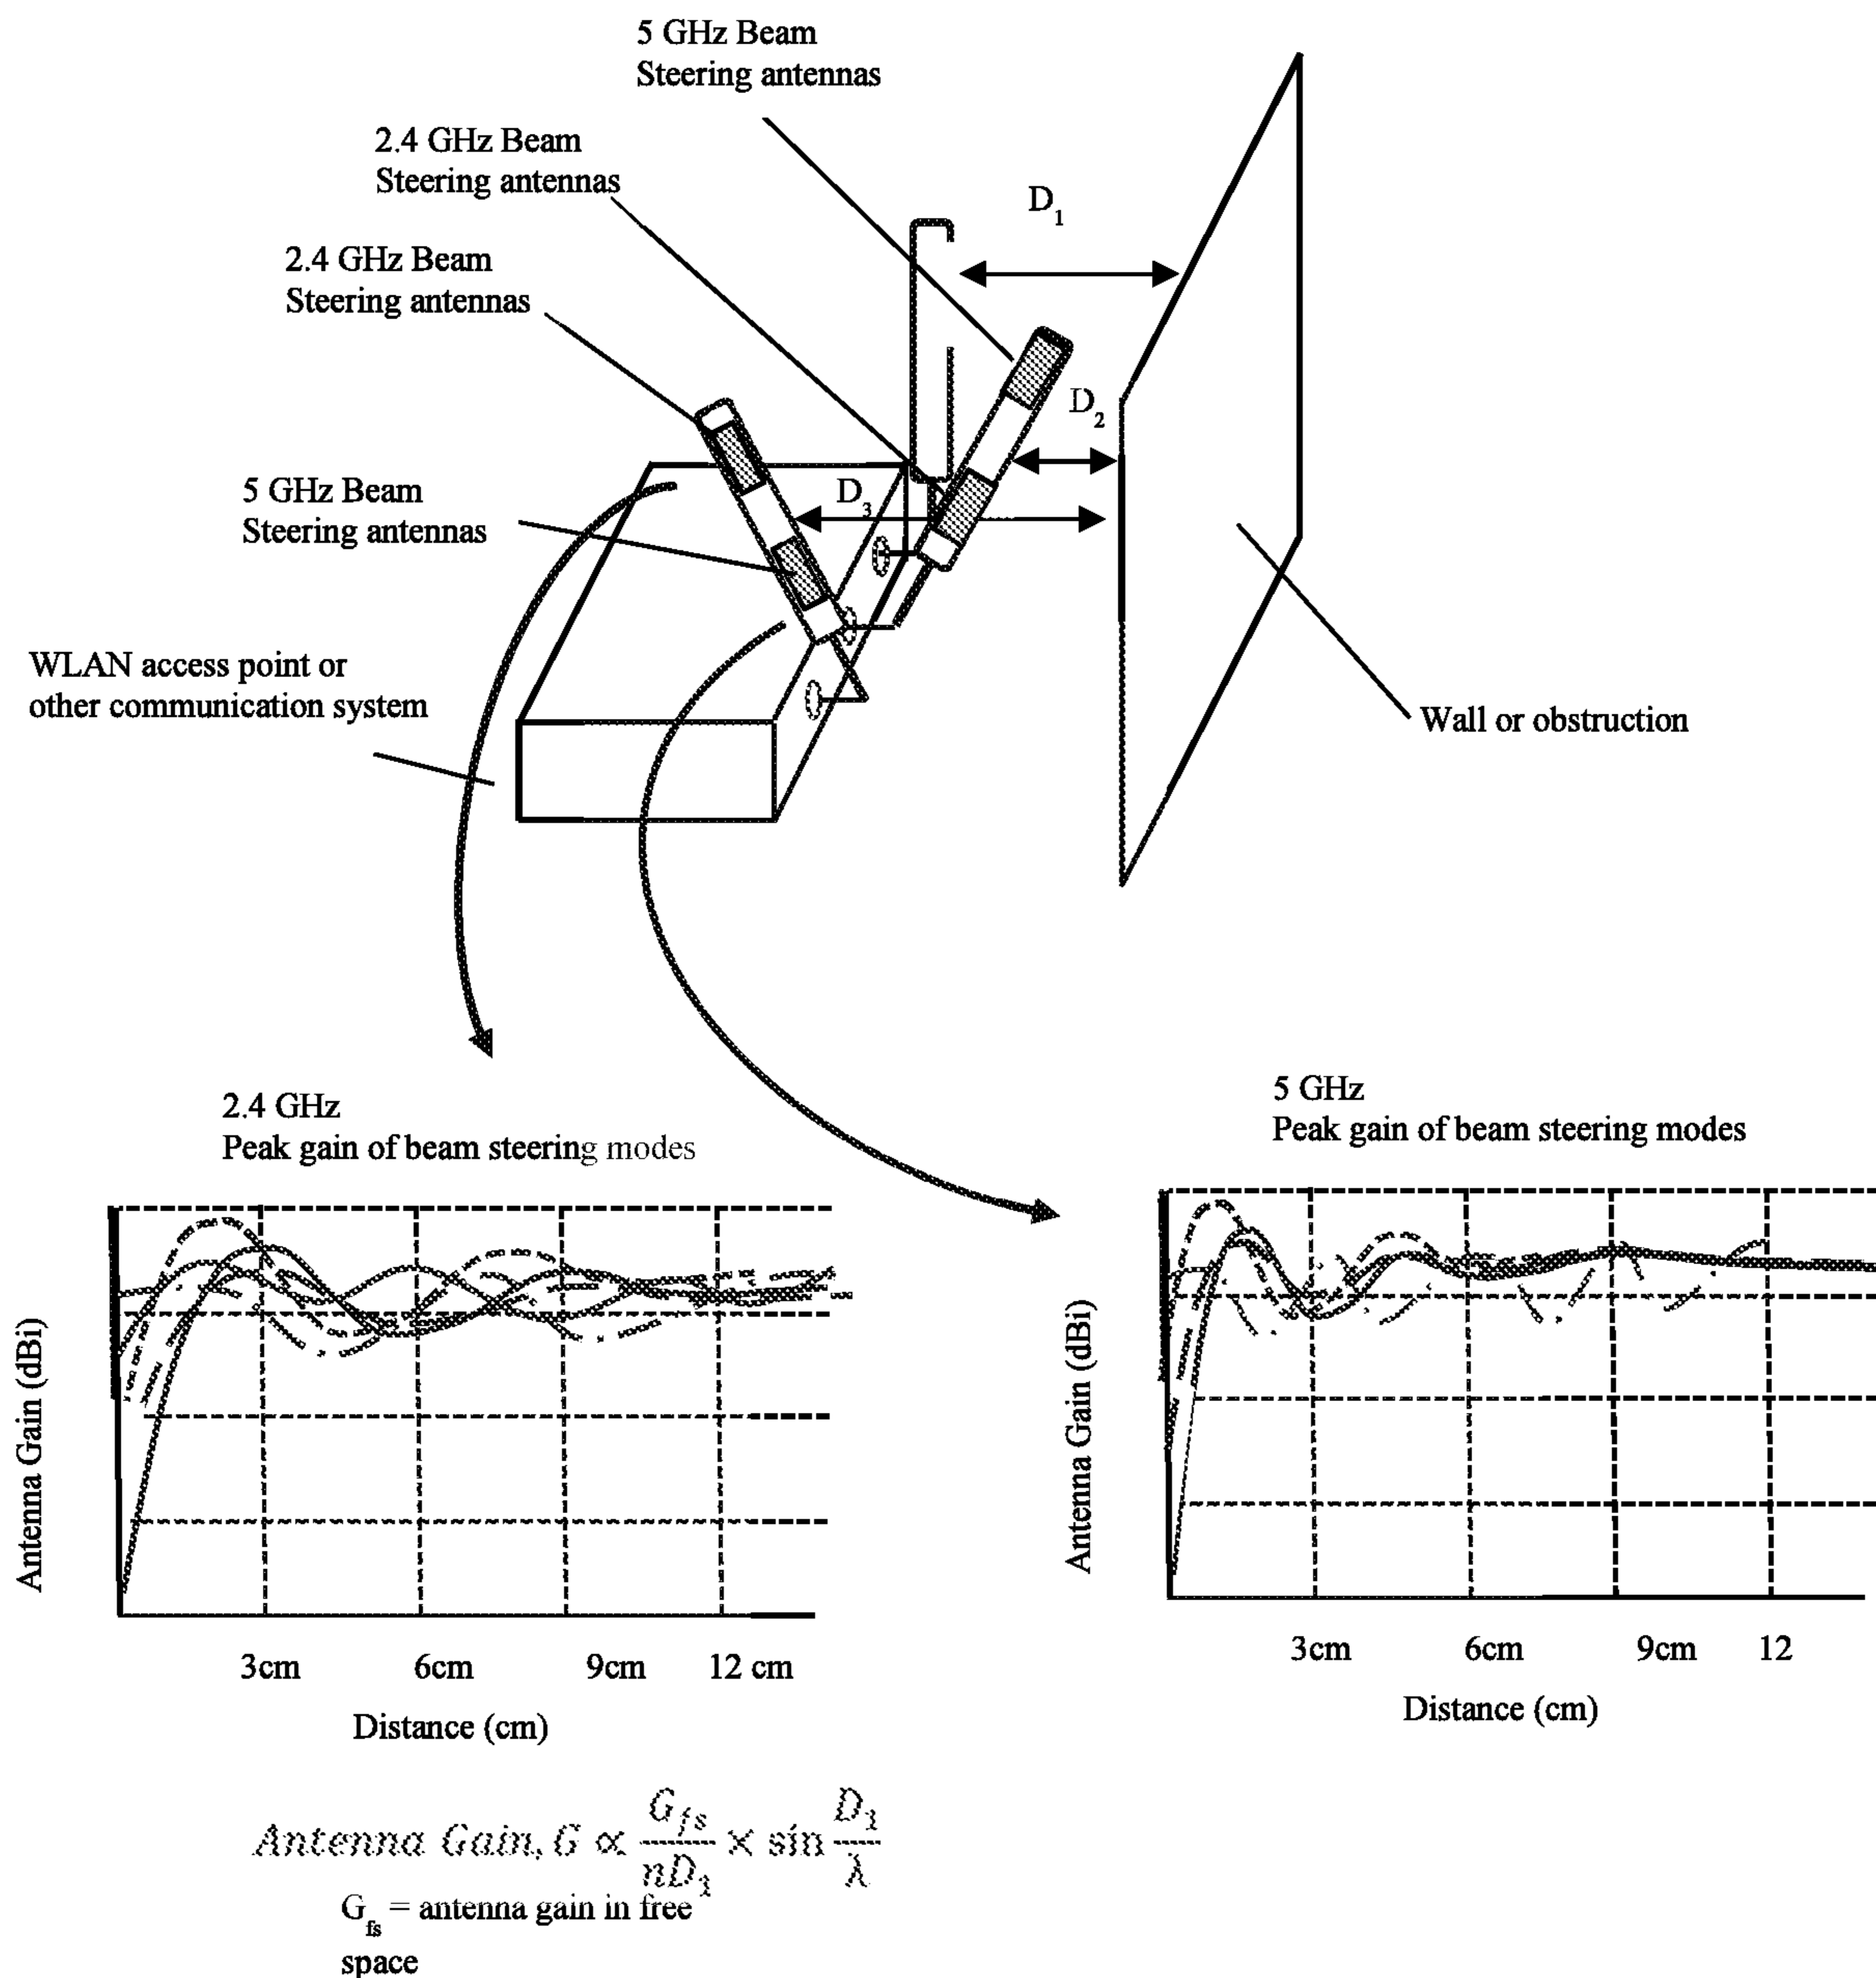 5 GHz Beam
Steering antennas
2.4 GHz Beam
Steering antennas
2.4 GHz Beam
Steering antennas
5 GHz Beam
Steering antennas
WLAN access point or
other communication system
D1
D2
D3
Wall or obstruction
2.4 GHz
Peak gain of beam steering modes
Antenna Gain (dBi)
3cm 6cm 9cm 12 cm
Distance (cm)
5 GHz
Peak gain of beam steering modes
Antenna Gain (dBi)
3cm 6cm 9cm 12
Distance (cm)
Antenna Gain, G ∝ Gfs/nD1 × sin D1/λ
Gfs = antenna gain in free
space